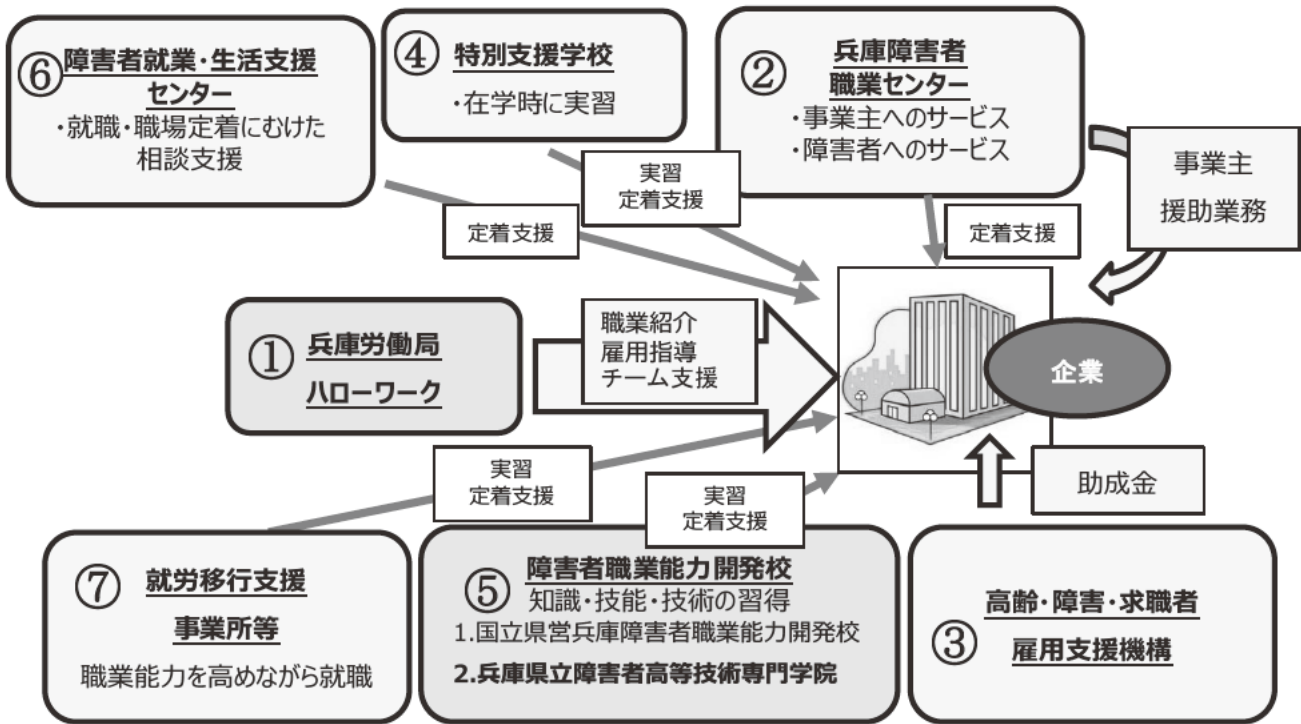 ⑥
障害者就業・生活支援
センター
・就職・職場定着にむけた
相談支援
④
特別支援学校
・在学時に実習
②
兵庫障害者
職業センター
・事業主へのサービス
・障害者へのサービス
事業主
援助業務
実習
定着支援
定着支援
定着支援
①
兵庫労働局
ハローワーク
職業紹介
雇用指導
チーム支援
企業
実習
定着支援
実習
定着支援
助成金
⑦
就労移行支援
事業所等
職業能力を高めながら就職
⑤
障害者職業能力開発校
知識・技能・技術の習得
1.国立県営兵庫障害者職業能力開発校
2.兵庫県立障害者高等技術専門学院
③
高齢・障害・求職者
雇用支援機構